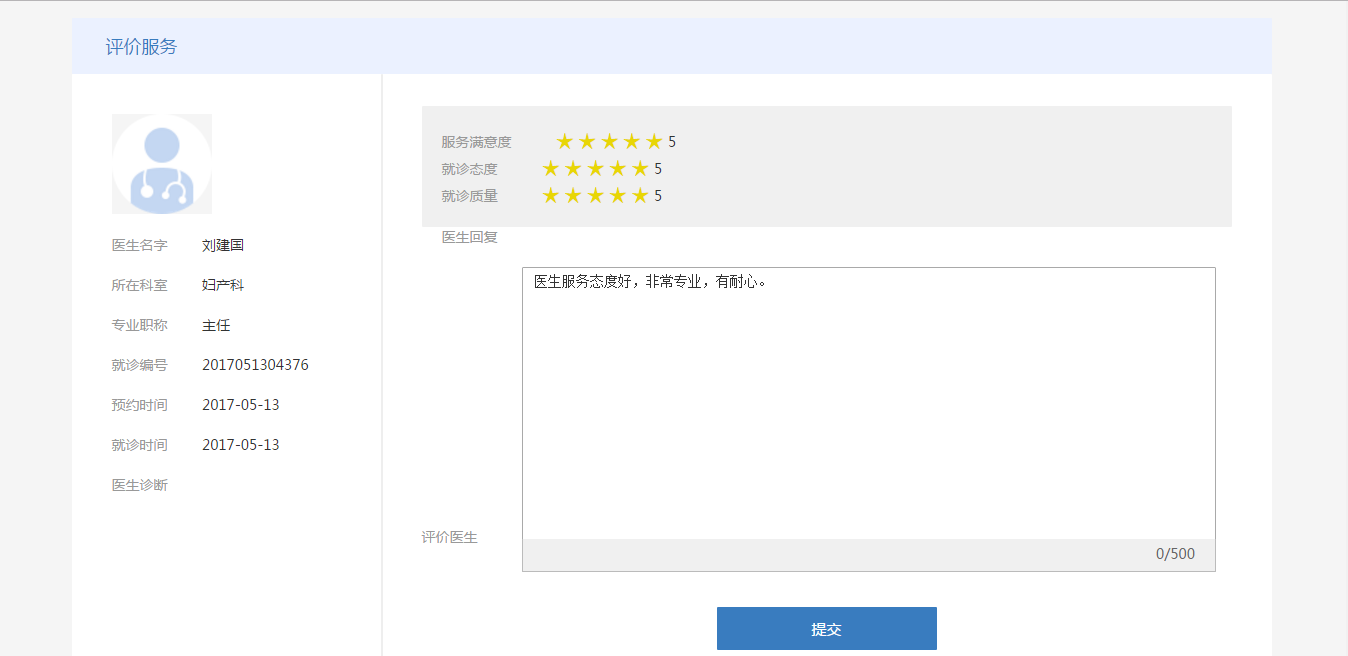 评价服务
医生名字 刘建国
所在科室 妇产科
专业职称 主任
就诊编号 2017051304376
预约时间 2017-05-13
就诊时间 2017-05-13
医生诊断
服务满意度 ★★★★★ 5
就诊态度 ★★★★★ 5
就诊质量 ★★★★★ 5
医生回复
医生服务态度好，非常专业，有耐心。
评价医生
0/500
提交